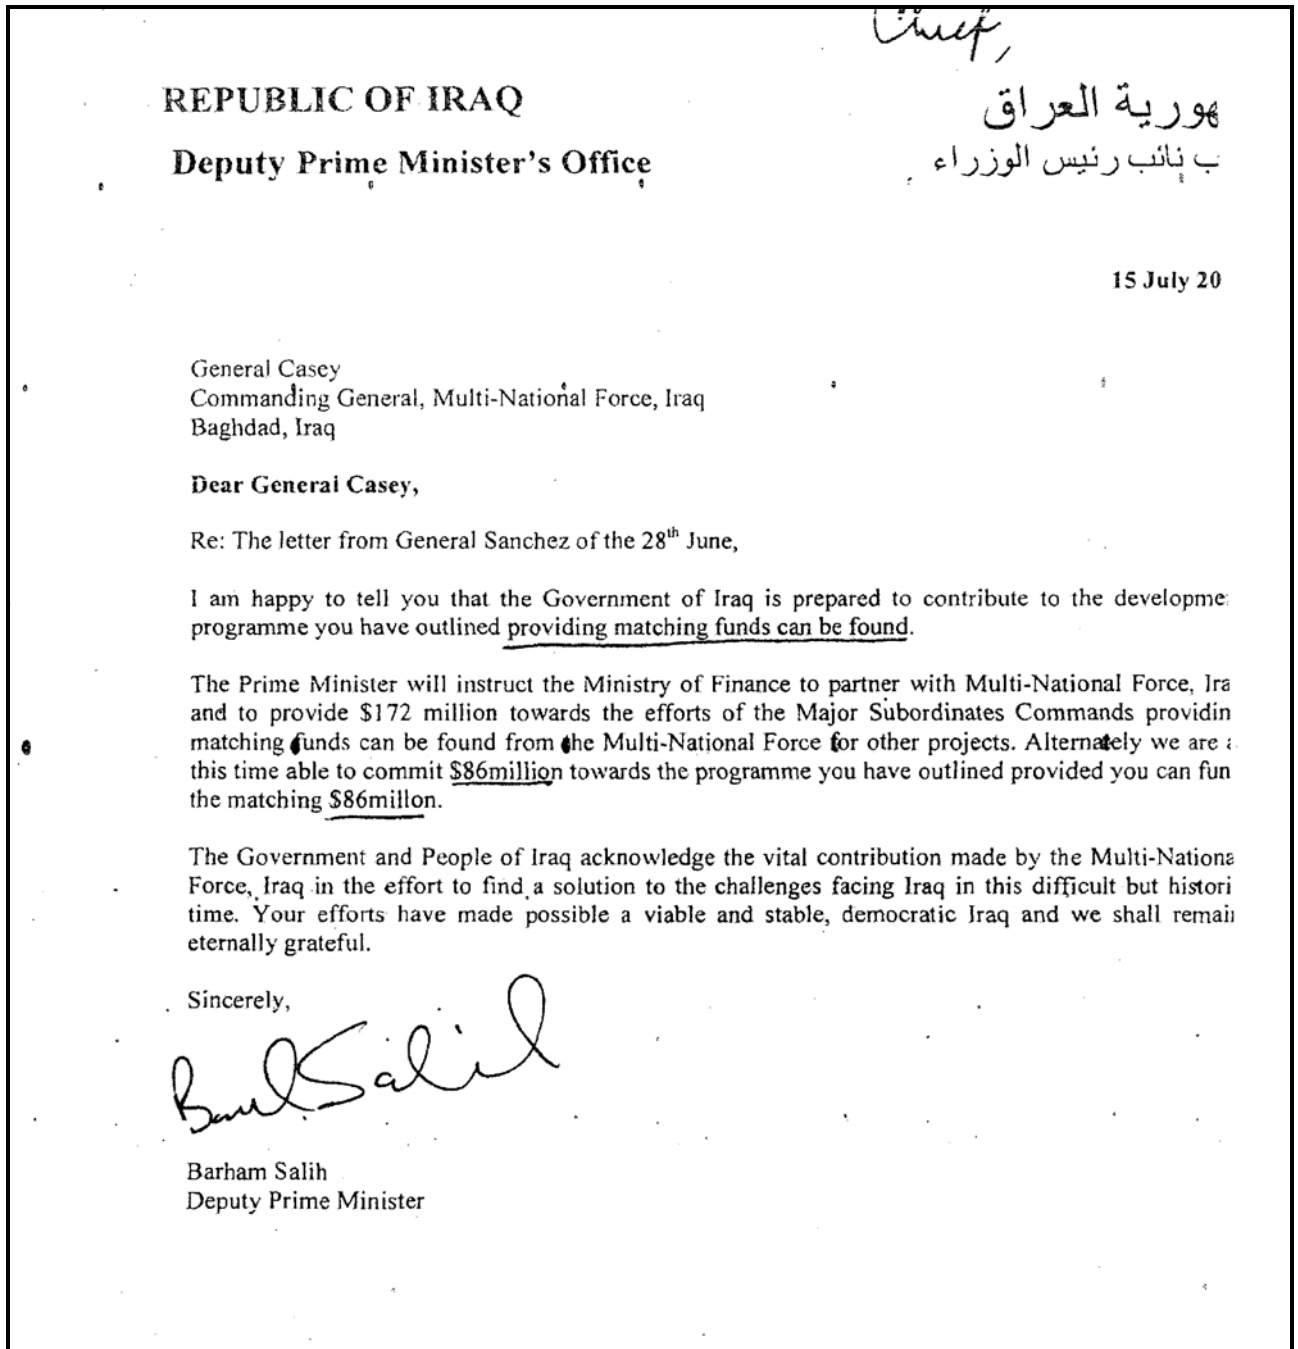 Chief,
REPUBLIC OF IRAQ
هورية العراق
Deputy Prime Minister's Office
ب نائب رئيس الوزراء
15 July 20
General Casey
Commanding General, Multi-National Force, Iraq
Baghdad, Iraq
Dear General Casey,
Re: The letter from General Sanchez of the 28th June,
I am happy to tell you that the Government of Iraq is prepared to contribute to the developme
programme you have outlined providing matching funds can be found.
The Prime Minister will instruct the Ministry of Finance to partner with Multi-National Force, Ira
and to provide $172 million towards the efforts of the Major Subordinates Commands providin
matching funds can be found from the Multi-National Force for other projects. Alternately we are a
this time able to commit $86million towards the programme you have outlined provided you can fun
the matching $86millon.
The Government and People of Iraq acknowledge the vital contribution made by the Multi-Nationa
Force, Iraq in the effort to find a solution to the challenges facing Iraq in this difficult but histori
time. Your efforts have made possible a viable and stable, democratic Iraq and we shall remain
eternally grateful.
Sincerely,
Barham Salih
Deputy Prime Minister